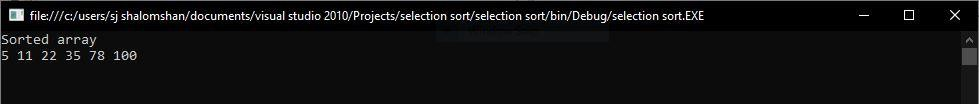 file:///c:/users/sj shalomshan/documents/visual studio 2010/Projects/selection sort/selection sort/bin/Debug/selection sort.EXE
Sorted array
5 11 22 35 78 100